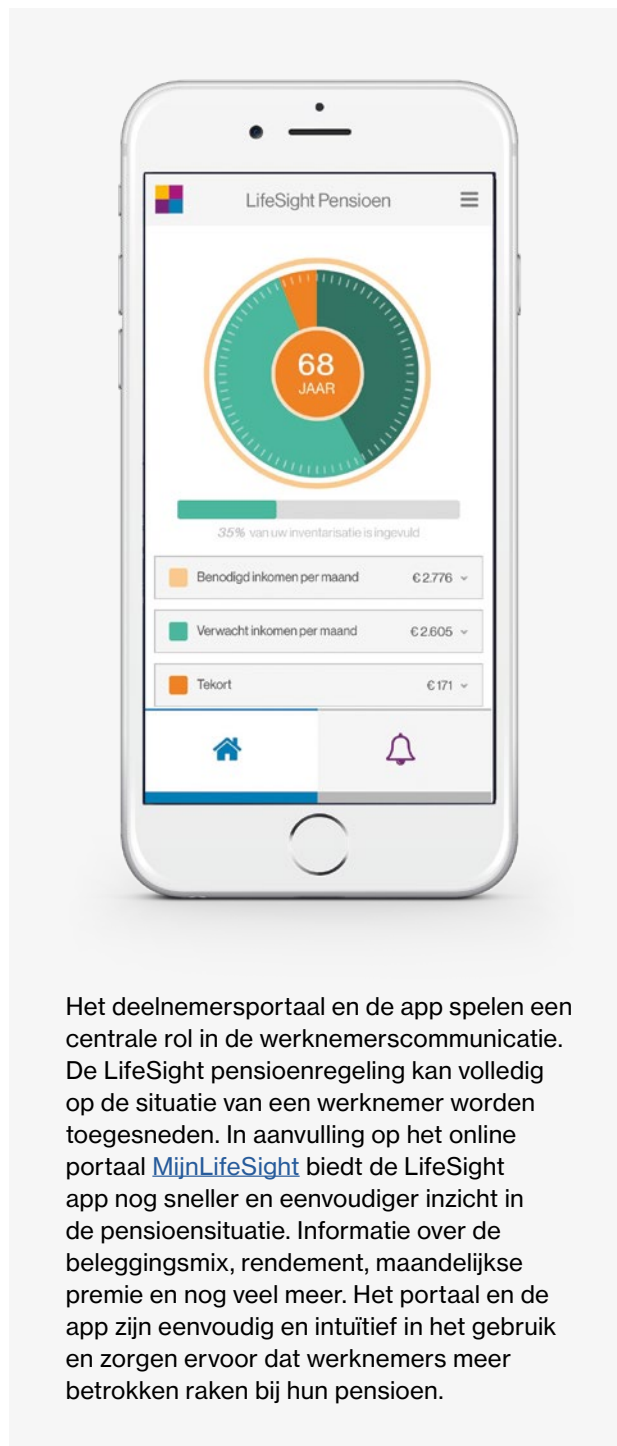 LifeSight Pensioen
68
JAAR
35% van uw inventarisatie is ingevuld
Benodigd inkomen per maand € 2.776
Verwacht inkomen per maand € 2.605
Tekort € 171
Het deelnemersportaal en de app spelen een
centrale rol in de werknemerscommunicatie.
De LifeSight pensioenregeling kan volledig
op de situatie van een werknemer worden
toegesneden. In aanvulling op het online
portaal MijnLifeSight biedt de LifeSight
app nog sneller en eenvoudiger inzicht in
de pensioensituatie. Informatie over de
beleggingsmix, rendement, maandelijkse
premie en nog veel meer. Het portaal en de
app zijn eenvoudig en intuïtief in het gebruik
en zorgen ervoor dat werknemers meer
betrokken raken bij hun pensioen.